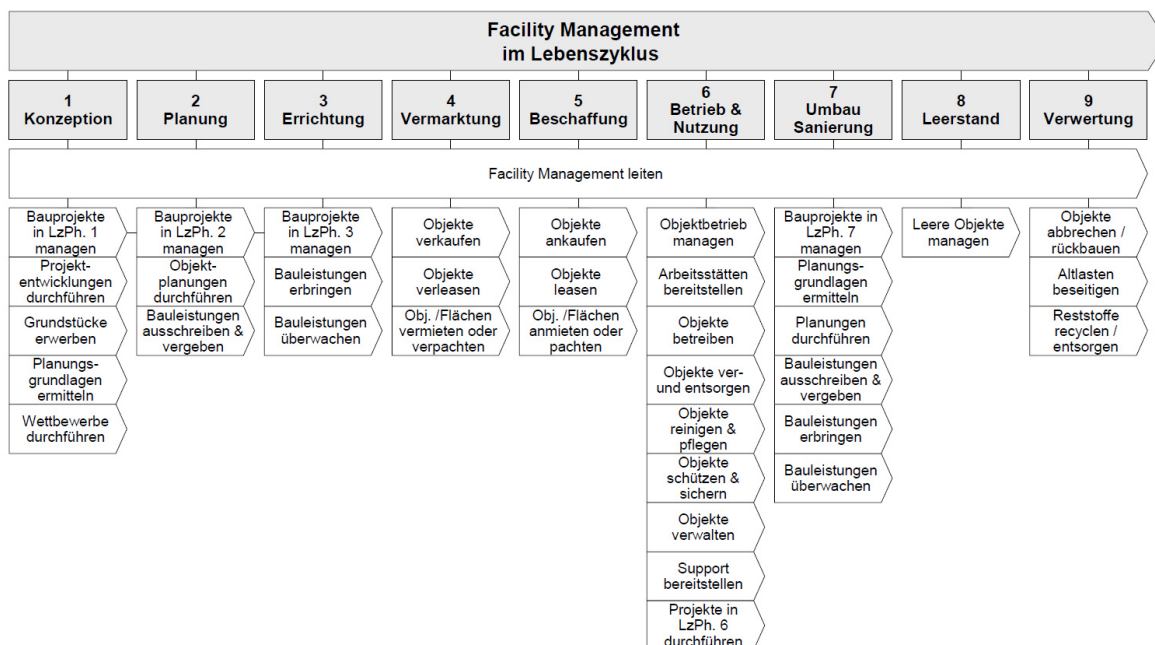 Facility Management
im Lebenszyklus
1
Konzeption
2
Planung
3
Errichtung
4
Vermarktung
5
Beschaffung
6
Betrieb &
Nutzung
7
Umbau
Sanierung
8
Leerstand
9
Verwertung
Facility Management leiten
Bauprojekte
in LzPh. 1
managen
Projekt-
entwicklungen
durchführen
Grundstücke
erwerben
Planungs-
grundlagen
ermitteln
Wettbewerbe
durchführen
Bauprojekte
in LzPh. 2
managen
Objekt-
planungen
durchführen
Bauleistungen
ausschreiben &
vergeben
Bauprojekte
in LzPh. 3
managen
Bauleistungen
erbringen
Bauleistungen
überwachen
Objekte
verkaufen
Objekte
verleasen
Obj. /Flächen
vermieten oder
verpachten
Objekte
ankaufen
Objekte
leasen
Obj. /Flächen
anmieten oder
pachten
Objektbetrieb
managen
Arbeitsstätten
bereitstellen
Objekte
betreiben
Objekte ver-
und entsorgen
Objekte
reinigen &
pflegen
Objekte
schützen &
sichern
Objekte
verwalten
Support
bereitstellen
Projekte in
LzPh. 6
durchführen
Bauprojekte in
LzPh. 7
managen
Planungs-
grundlagen
ermitteln
Planungen
durchführen
Bauleistungen
ausschreiben &
vergeben
Bauleistungen
erbringen
Bauleistungen
überwachen
Leere Objekte
managen
Objekte
abbrechen /
rückbauen
Altlasten
beseitigen
Reststoffe
recyclen /
entsorgen